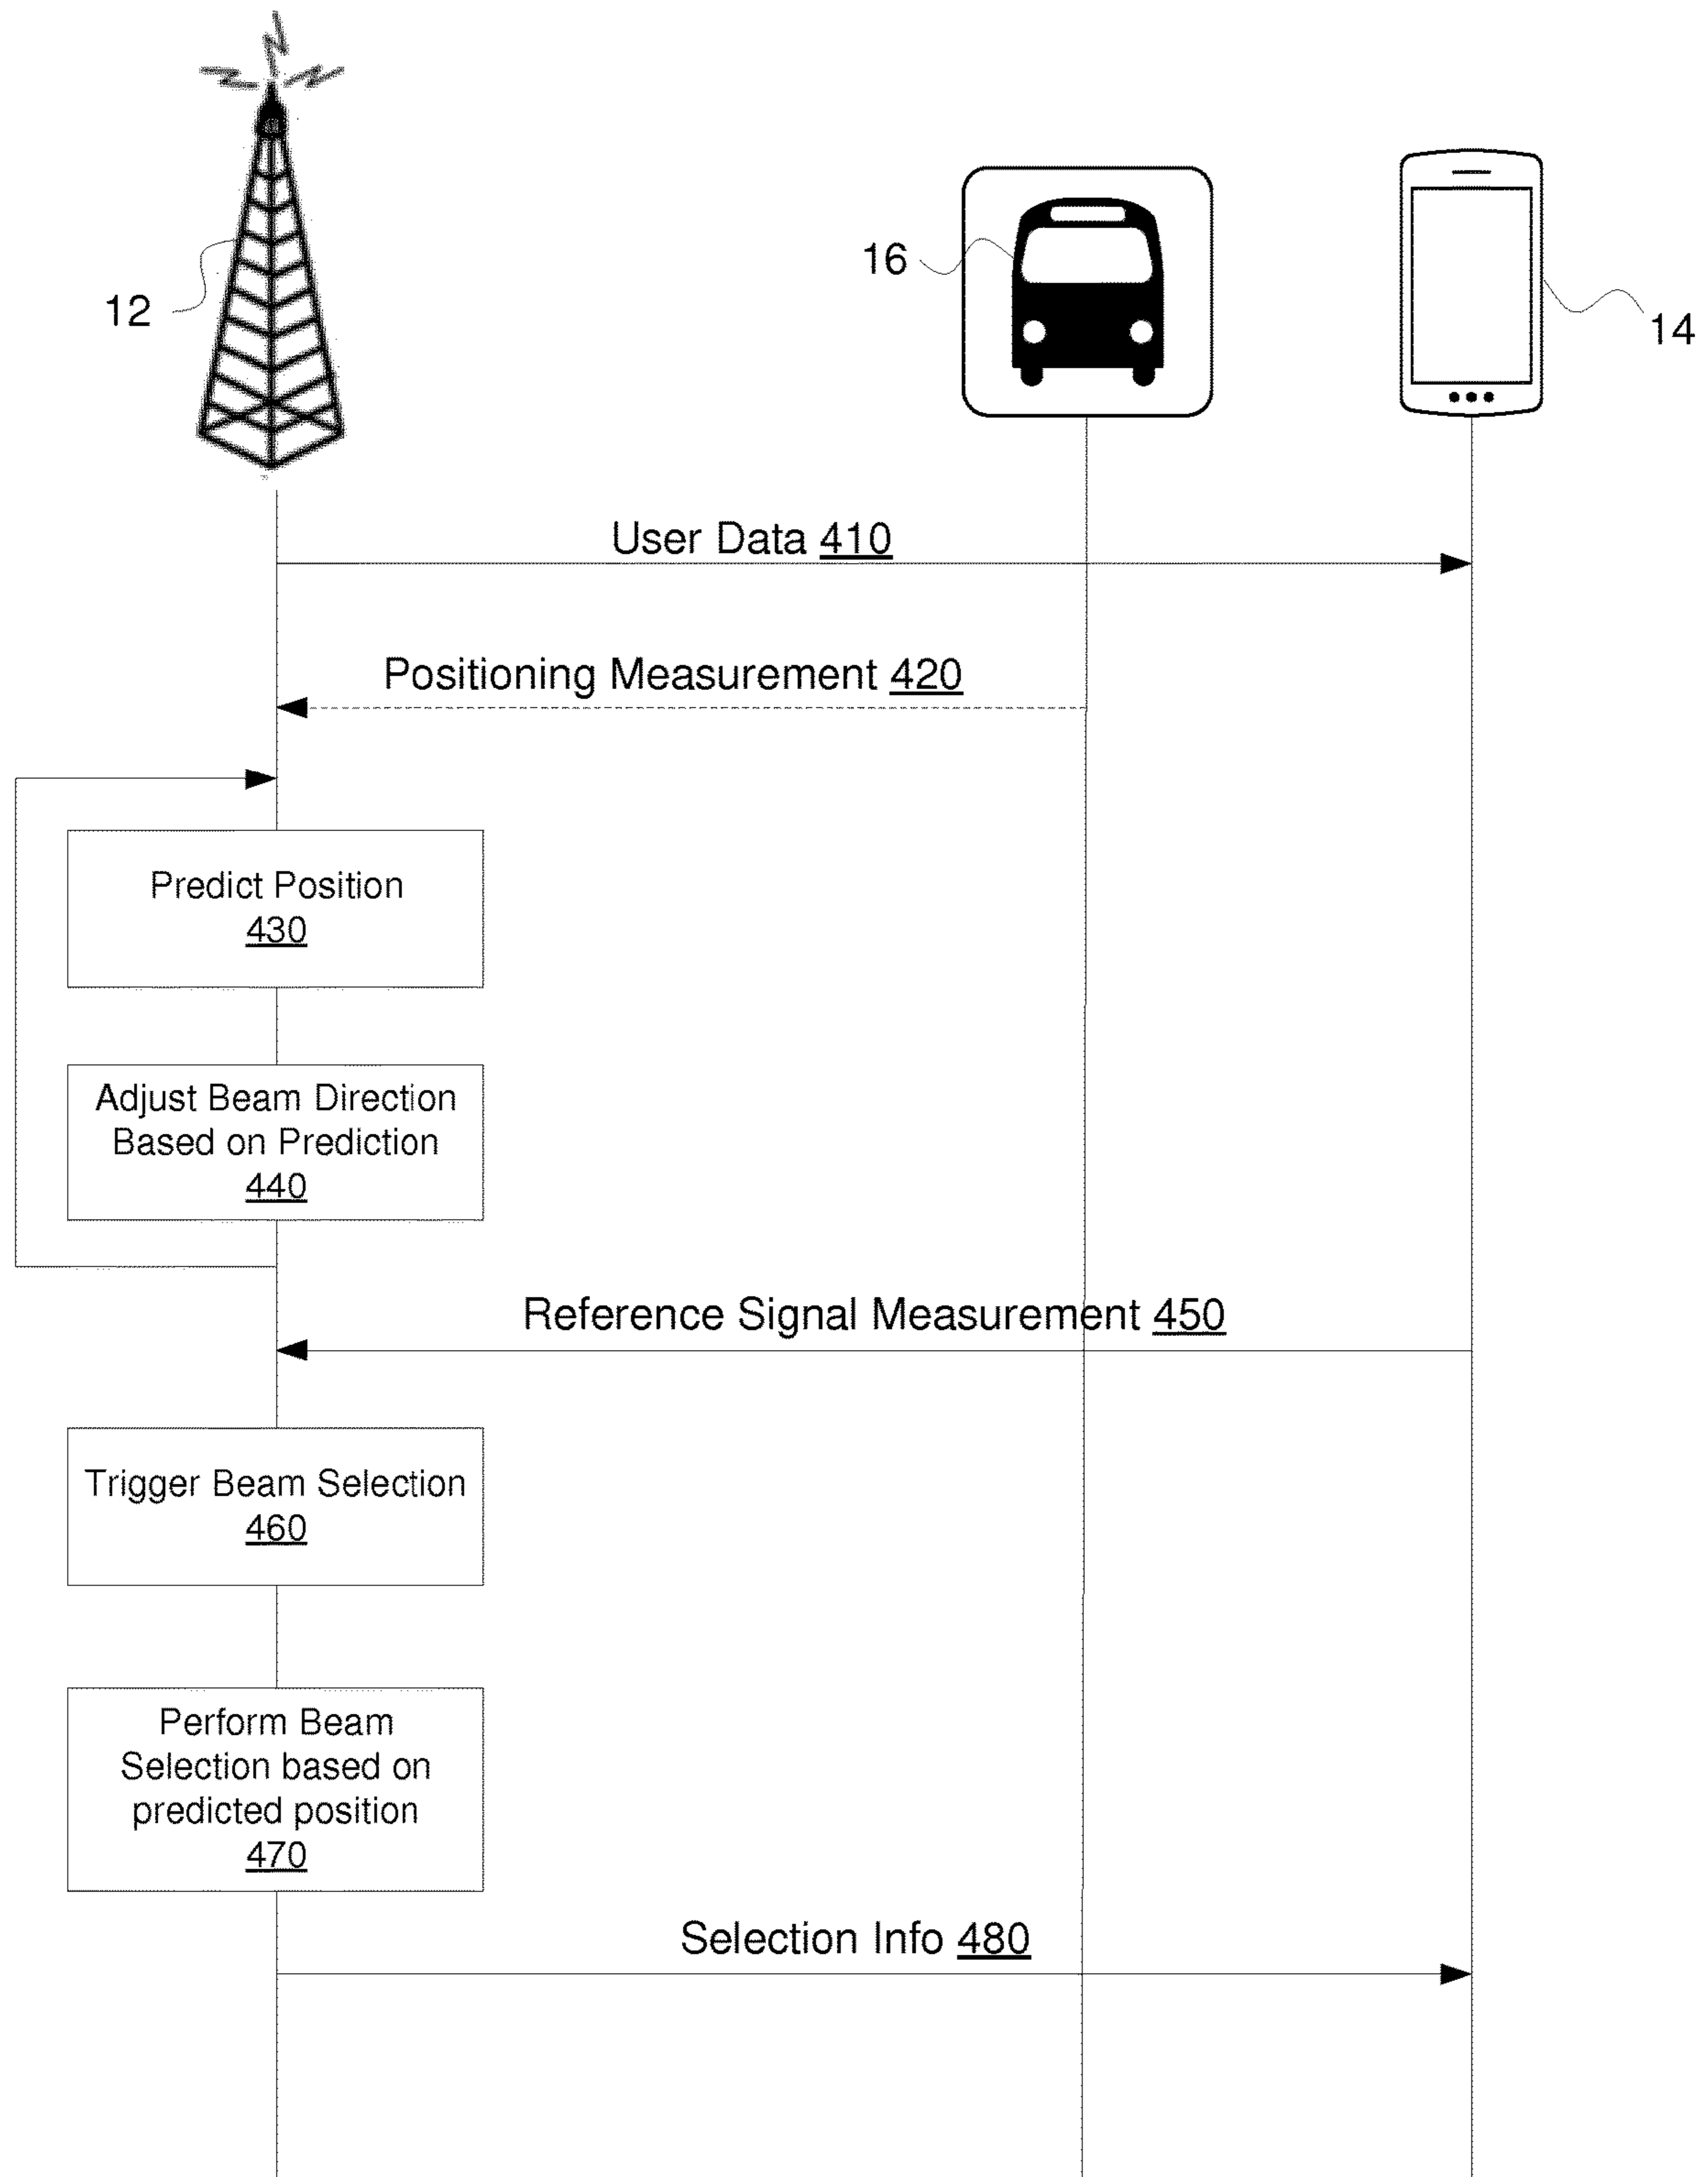 16
12
14
User Data 410
Positioning Measurement 420
Predict Position
430
Adjust Beam Direction
Based on Prediction
440
Reference Signal Measurement 450
Trigger Beam Selection
460
Perform Beam
Selection based on
predicted position
470
Selection Info 480